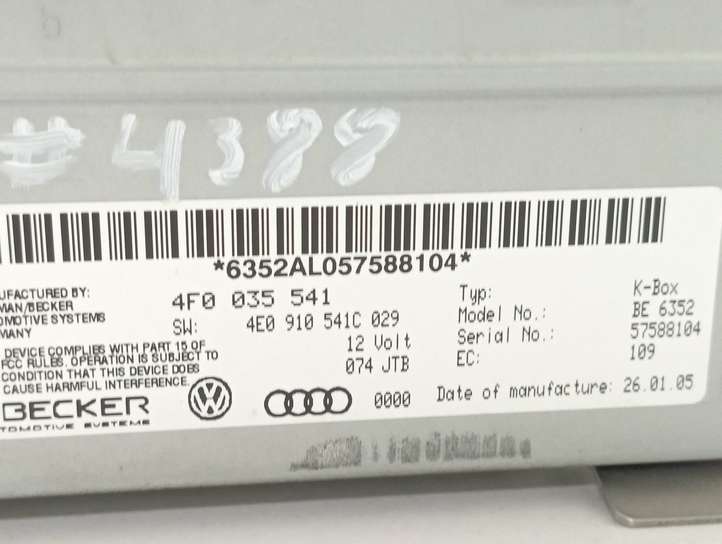 #4388
*6352AL057588104*
UFACTURED BY:
MAN/BECKER
OMOTIVE SYSTEMS
MANY
4F0 035 541
SW: 4E0 910 541C 029
12 Volt
074 JTB
Typ: K-Box
Model No.: BE 6352
Serial No.: 57588104
EC: 109
DEVICE COMPLIES WITH PART 15 OF
FCC RULES. OPERATION IS SUBJECT TO
CONDITION THAT THIS DEVICE DOES
CAUSE HARMFUL INTERFERENCE.
BECKER
TOMOTIVE SYSTEMS
0000
Date of manufacture: 26.01.05